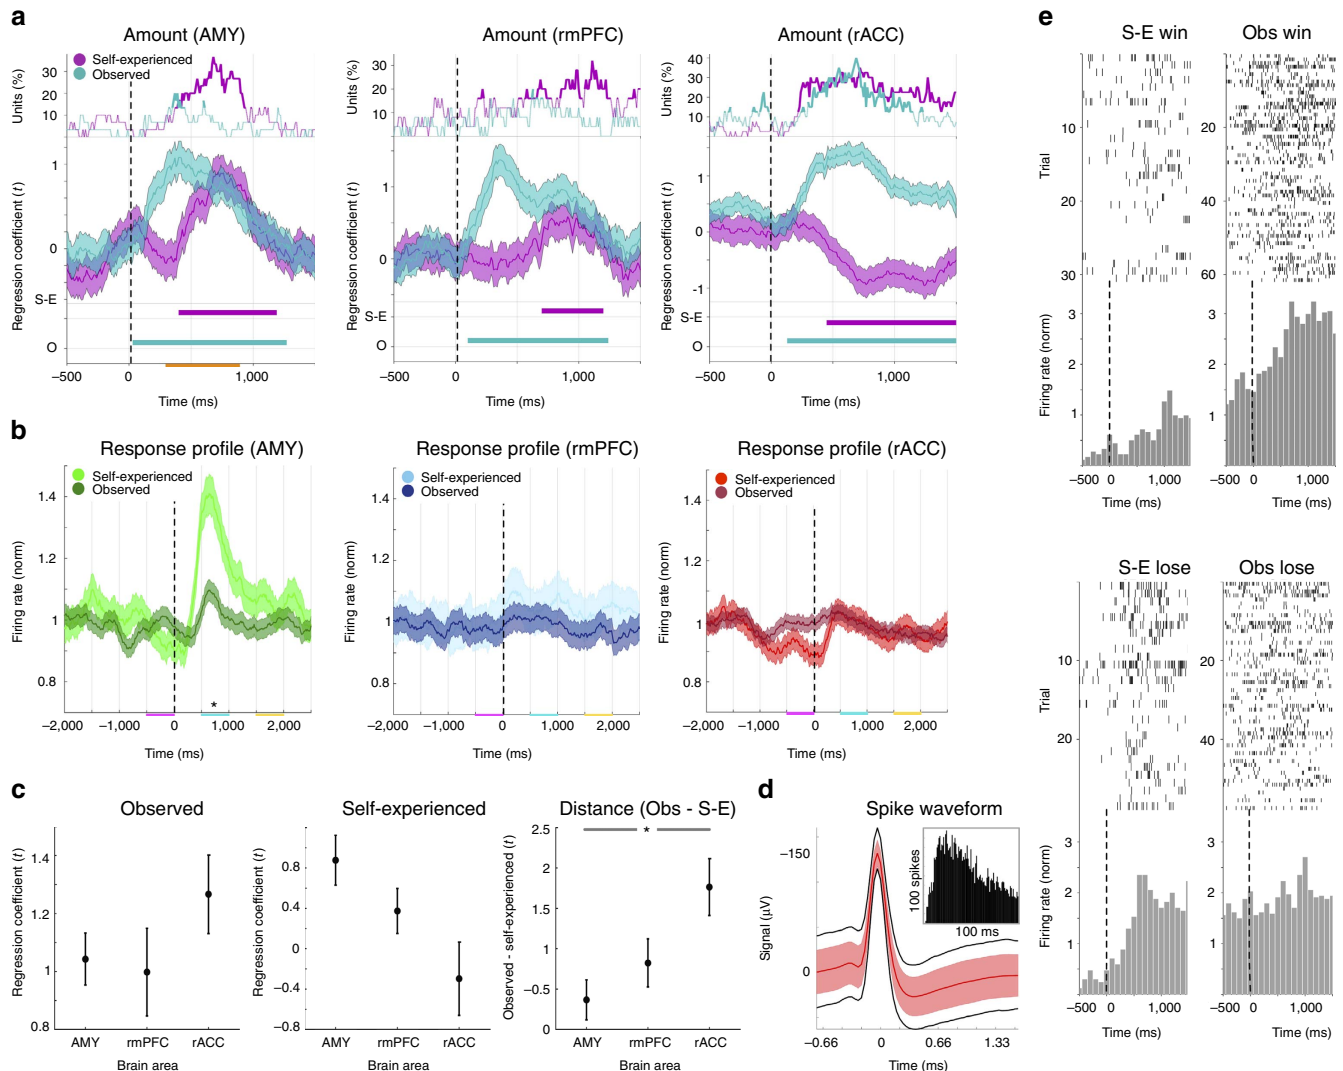 a
Amount (AMY)
Self-experienced
Observed
Units (%)
30
20
10
Regression coefficient (t)
1
0
S-E
O
−500
0
1,000
Time (ms)
Amount (rmPFC)
Units (%)
30
20
10
Regression coefficient (t)
1
0
S-E
O
−500
0
1,000
Time (ms)
Amount (rACC)
Units (%)
40
30
20
10
Regression coefficient (t)
1
0
-1
S-E
O
−500
0
1,000
Time (ms)
b
Response profile (AMY)
Self-experienced
Observed
Firing rate (norm)
1.4
1.2
1
0.8
*
−2,000
−1,000
0
1,000
2,000
Time (ms)
Response profile (rmPFC)
Self-experienced
Observed
Firing rate (norm)
1.4
1.2
1
0.8
−2,000
−1,000
0
1,000
2,000
Time (ms)
Response profile (rACC)
Self-experienced
Observed
Firing rate (norm)
1.4
1.2
1
0.8
−2,000
−1,000
0
1,000
2,000
Time (ms)
c
Observed
Regression coefficient (t)
1.4
1.2
1
0.8
AMY
rmPFC
rACC
Brain area
Self-experienced
Regression coefficient (t)
0.8
0.4
0
−0.4
−0.8
AMY
rmPFC
rACC
Brain area
Distance (Obs - S-E)
Observed - self-experienced (t)
2.5
2
1.5
1
−0.5
0
*
AMY
rmPFC
rACC
Brain area
d
Spike waveform
Signal (µV)
−150
0
100 spikes
100 ms
−0.66
0
0.66
1.33
Time (ms)
e
S-E win
Trial
10
20
30
Firing rate (norm)
3
2
1
−500
0
1,000
Time (ms)
Obs win
20
40
60
3
2
1
−500
0
1,000
Time (ms)
S-E lose
Trial
10
20
Firing rate (norm)
3
2
1
−500
0
1,000
Time (ms)
Obs lose
20
40
3
2
1
−500
0
1,000
Time (ms)